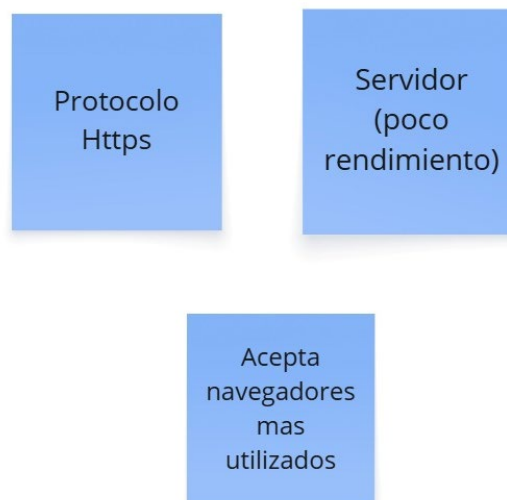 Protocolo
Https
Servidor
(poco
rendimiento)
Acepta
navegadores
mas
utilizados